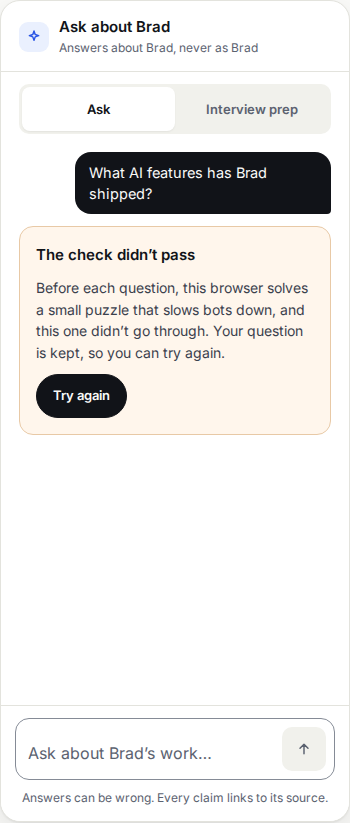 Ask about Brad
Answers about Brad, never as Brad
Ask
Interview prep
What AI features has Brad
shipped?
The check didn’t pass
Before each question, this browser solves
a small puzzle that slows bots down, and
this one didn’t go through. Your question
is kept, so you can try again.
Try again
Ask about Brad’s work…
Answers can be wrong. Every claim links to its source.